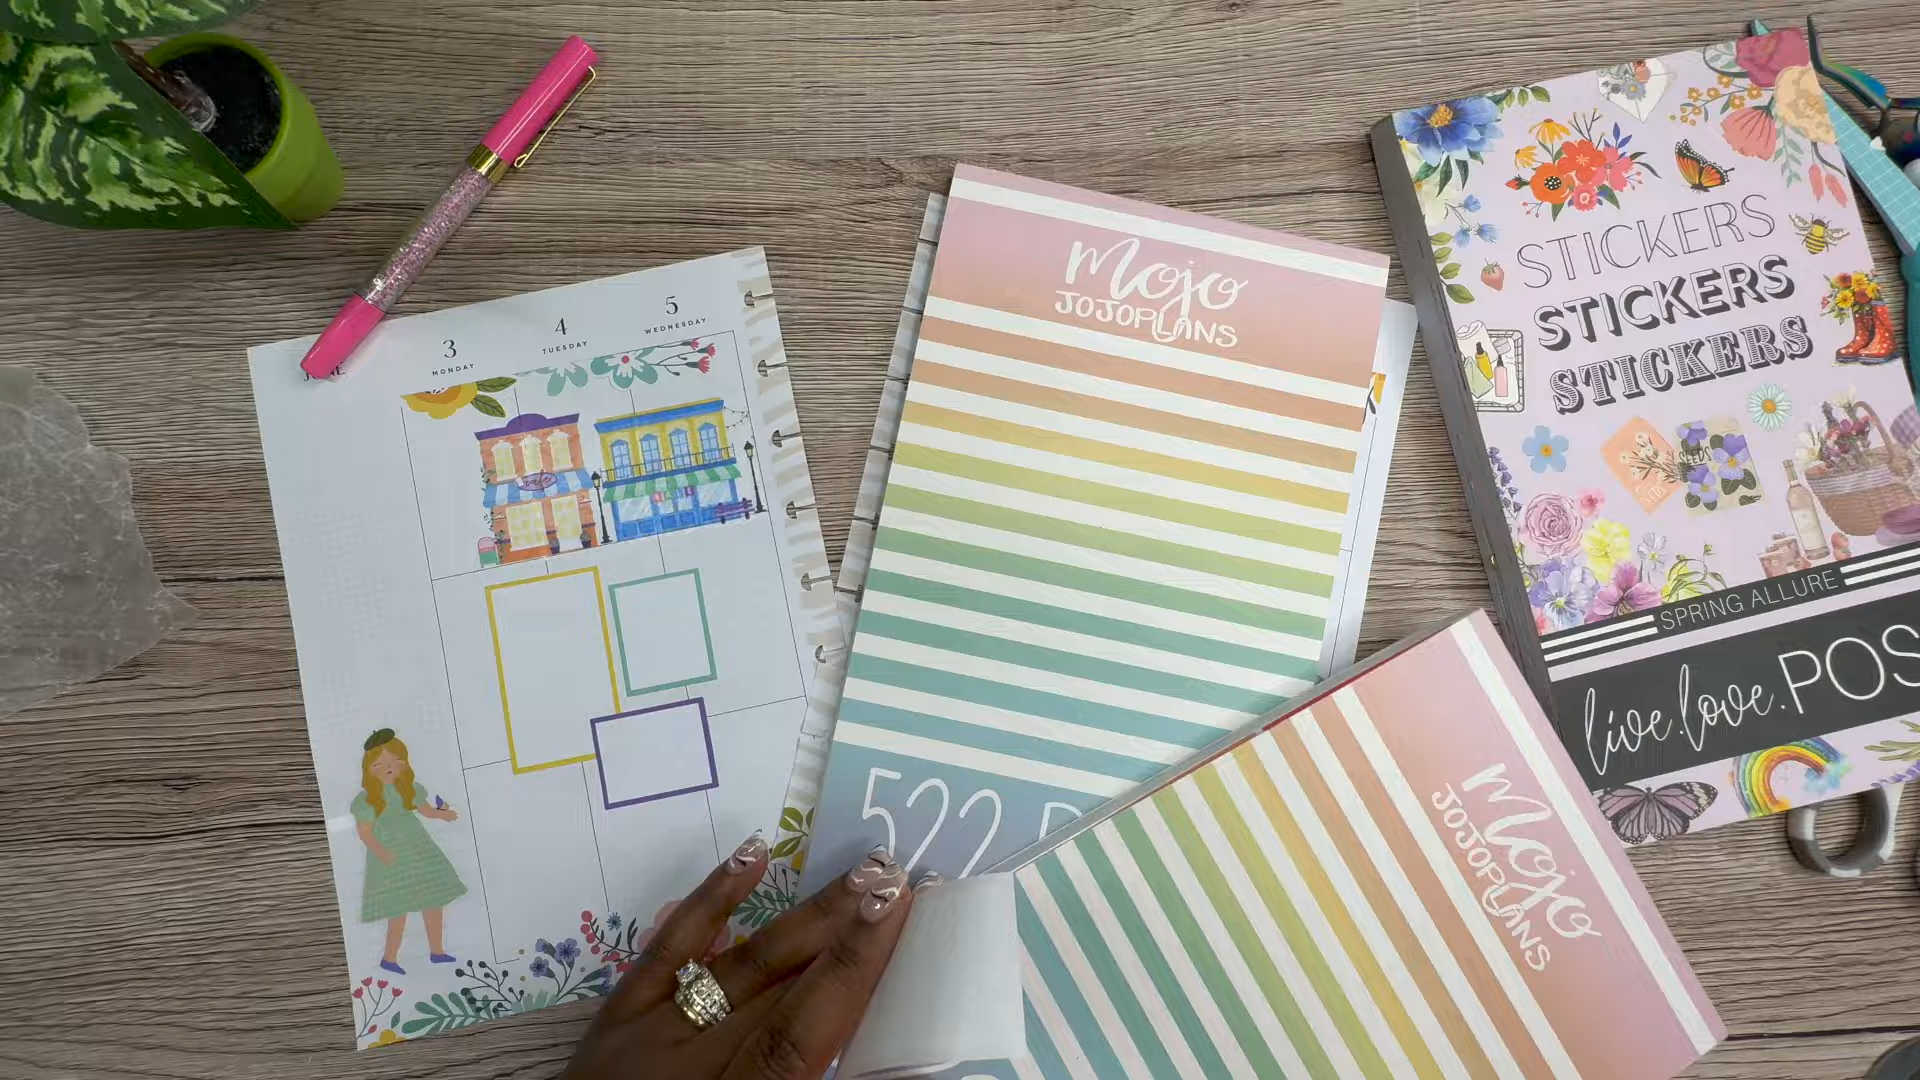 3
MONDAY
4
TUESDAY
5
WEDNESDAY
mojo
JOJOPLANS
522
mojo
JOJOPLANS
STICKERS
STICKERS
STICKERS
SEEDS
SPRING ALLURE
live.love.POS